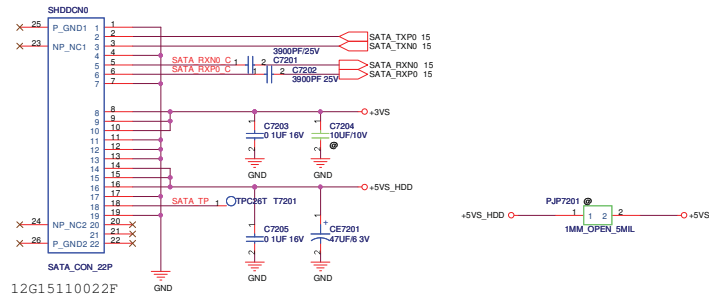 SHDDCN0
25 P_GND1 1
2 SATA_TXP0 15
23 NP_NC1 3 SATA_TXN0 15
4 3900PF/25V
5 SATA_RXN0_C 1 2 C7201 SATA_RXN0 15
6 SATA_RXP0_C 1 2 C7202 SATA_RXP0 15
7 3900PF 25V
8 +3VS
9
10
11 C7203 C7204
12 0 1UF 16V 10UF/10V
13 @
14 GND GND
15
16 +5VS_HDD
17
18 SATA_TP 1 TPC26T T7201
19
24 NP_NC2 20
21 C7205 CE7201
26 P_GND2 22 0 1UF 16V 47UF/6 3V
SATA_CON_22P
GND GND GND
12G15110022F
PJP7201 @
+5VS_HDD 1 1 2 2 +5VS
1MM_OPEN_5MIL